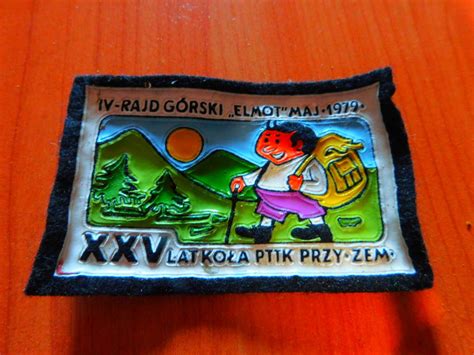 IV-RAJD GÓRSKI „ELMOT" MAJ·1979·
XXV LAT KOŁA PTTK PRZY·ZEM·